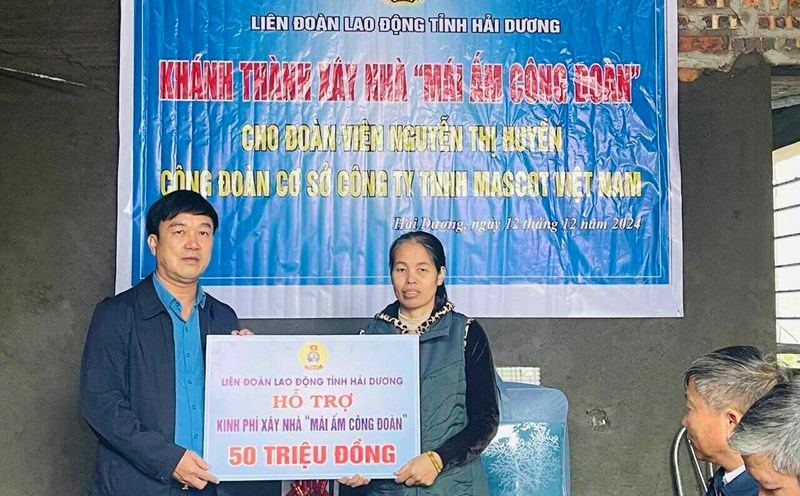 LIÊN ĐOÀN LAO ĐỘNG TỈNH HẢI DƯƠNG
KHÁNH THÀNH XÂY NHÀ "MÁI ẤM CÔNG ĐOÀN"
CHO ĐOÀN VIÊN NGUYỄN THỊ HUYỀN
CÔNG ĐOÀN CƠ SỞ CÔNG TY TNHH MASCOT VIỆT NAM
Hải Dương, ngày 12 tháng 12 năm 2024
LIÊN ĐOÀN LAO ĐỘNG TỈNH HẢI DƯƠNG
HỖ TRỢ
KINH PHÍ XÂY NHÀ "MÁI ẤM CÔNG ĐOÀN"
50 TRIỆU ĐỒNG